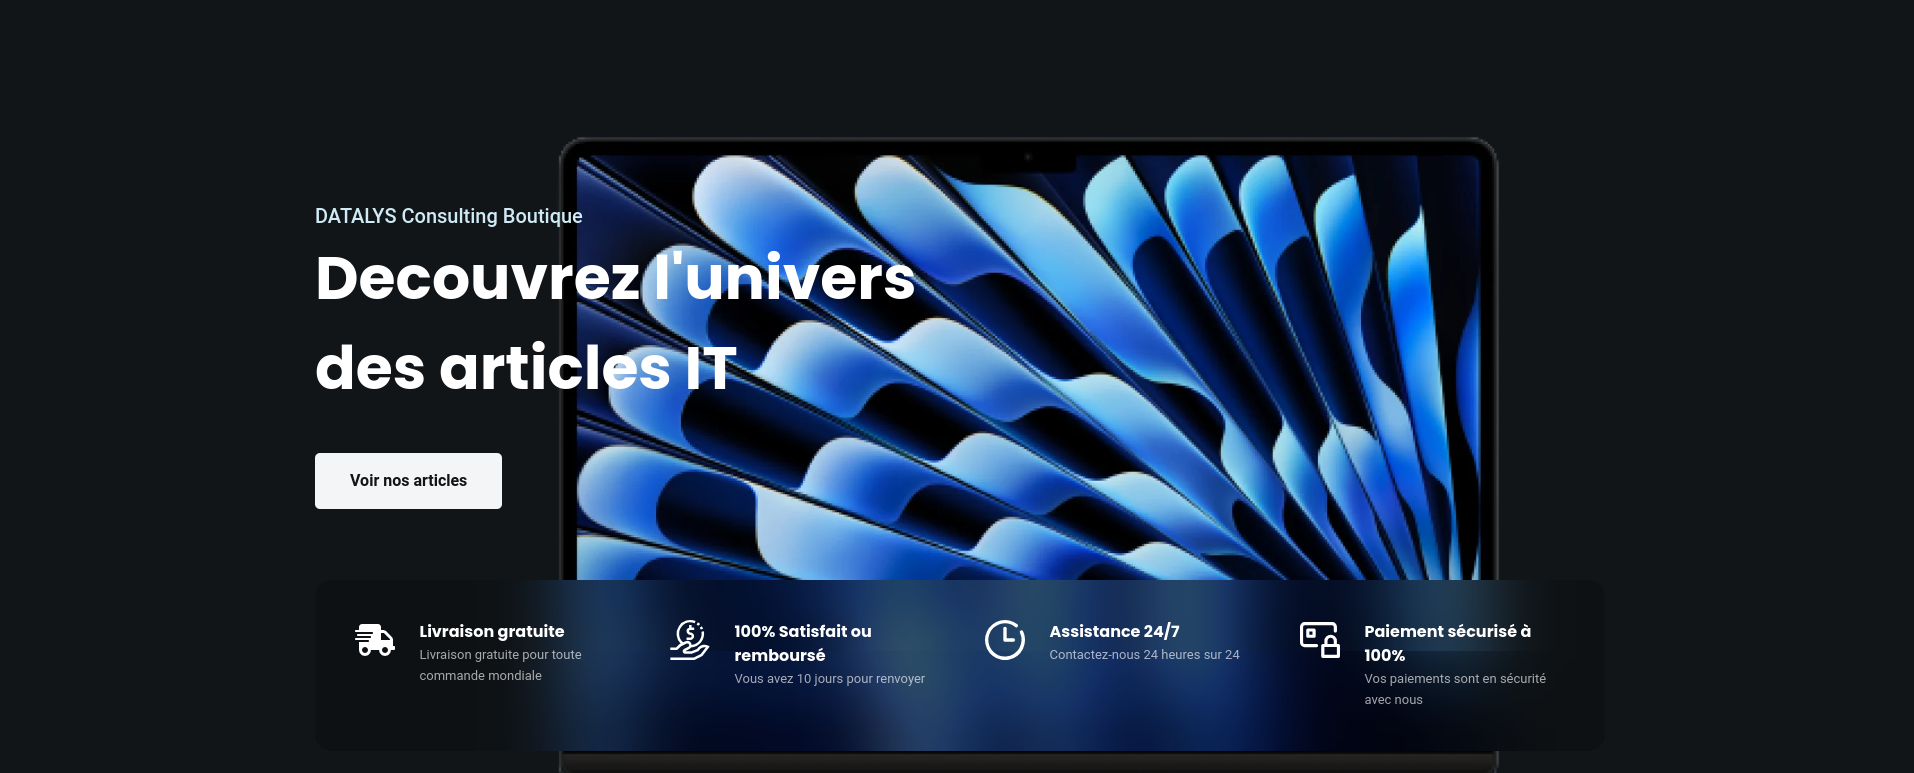 DATALYS Consulting Boutique
Decouvrez l'univers
des articles IT
Voir nos articles
Livraison gratuite
Livraison gratuite pour toute
commande mondiale
100% Satisfait ou
remboursé
Vous avez 10 jours pour renvoyer
Assistance 24/7
Contactez-nous 24 heures sur 24
Paiement sécurisé à
100%
Vos paiements sont en sécurité
avec nous